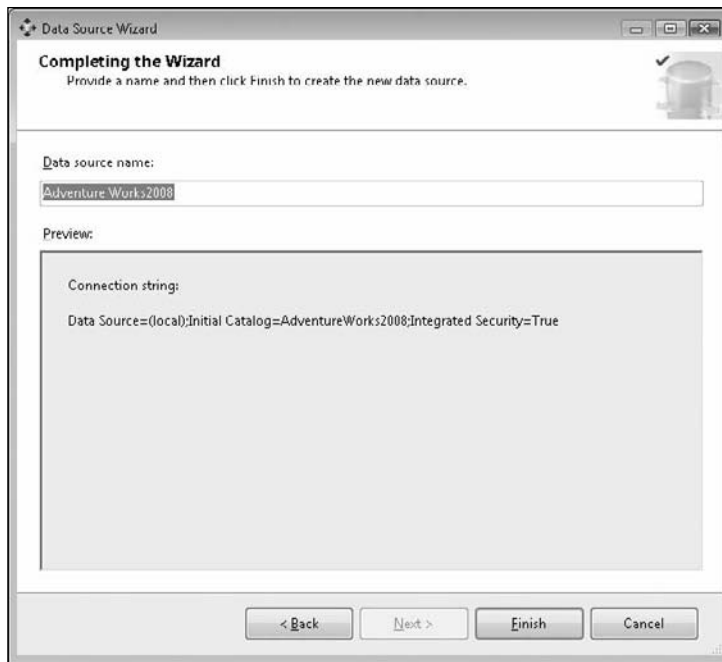 Data Source Wizard
Completing the Wizard
Provide a name and then click Finish to create the new data source.
Data source name:
Adventure Works2008
Preview:
Connection string:
Data Source=(local);Initial Catalog=AdventureWorks2008;Integrated Security=True
< Back
Next >
Finish
Cancel